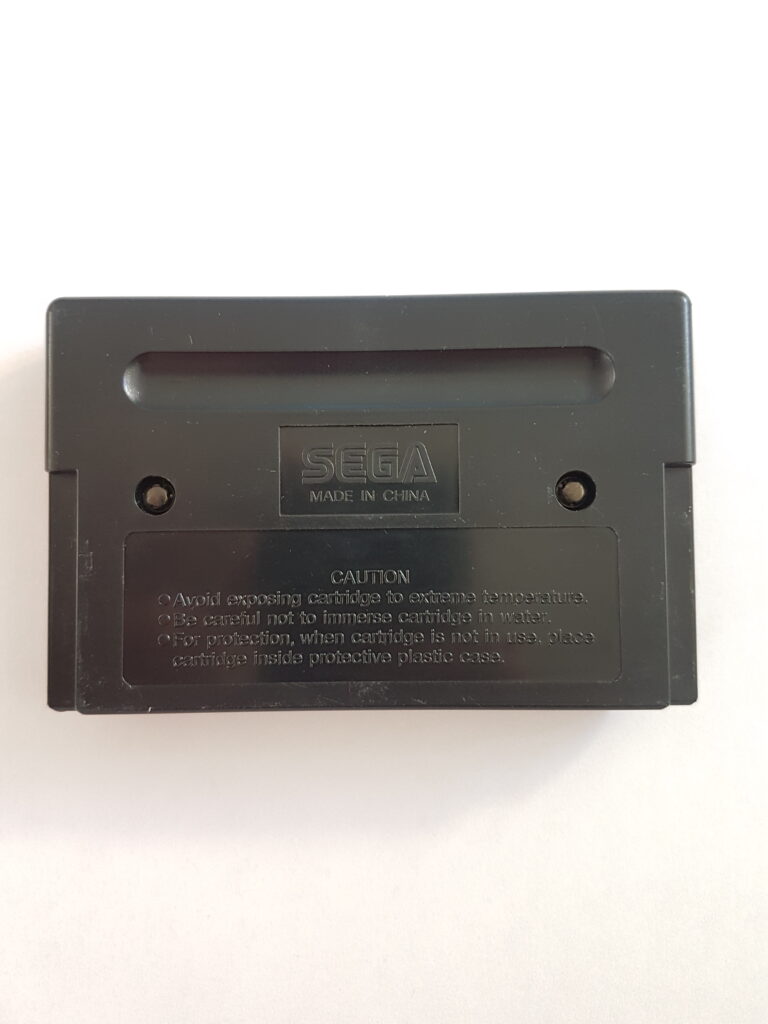 SEGA
MADE IN CHINA
CAUTION
●Avoid exposing cartridge to extreme temperature.
●Be careful not to immerse cartridge in water.
●For protection, when cartridge is not in use, place
cartridge inside protective plastic case.